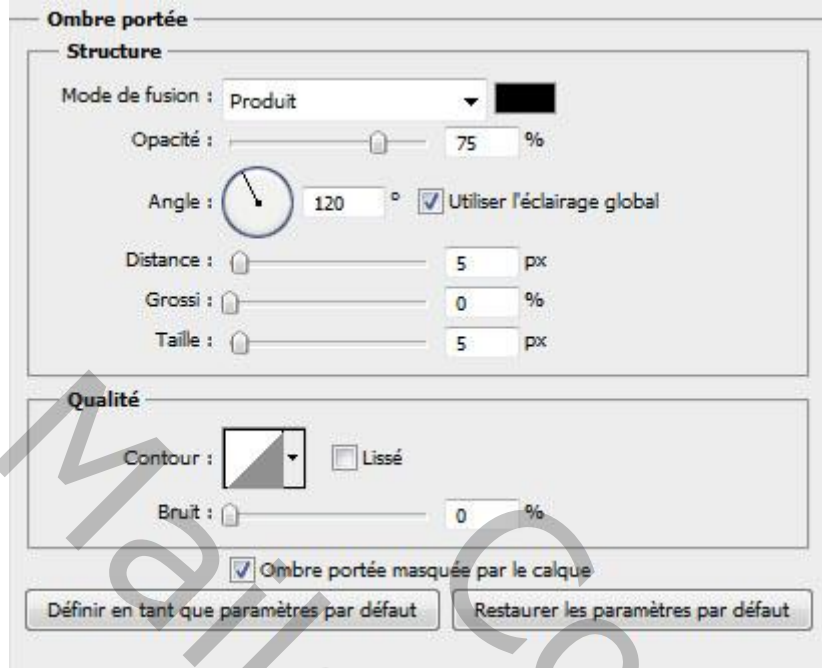 Ombre portée
Structure
Mode de fusion : Produit
Opacité : 75 %
Angle : 120 ° Utiliser l'éclairage global
Distance : 5 px
Grossi : 0 %
Taille : 5 px
Qualité
Contour : Lissé
Bruit : 0 %
Ombre portée masquée par le calque
Définir en tant que paramètres par défaut Restaurer les paramètres par défaut